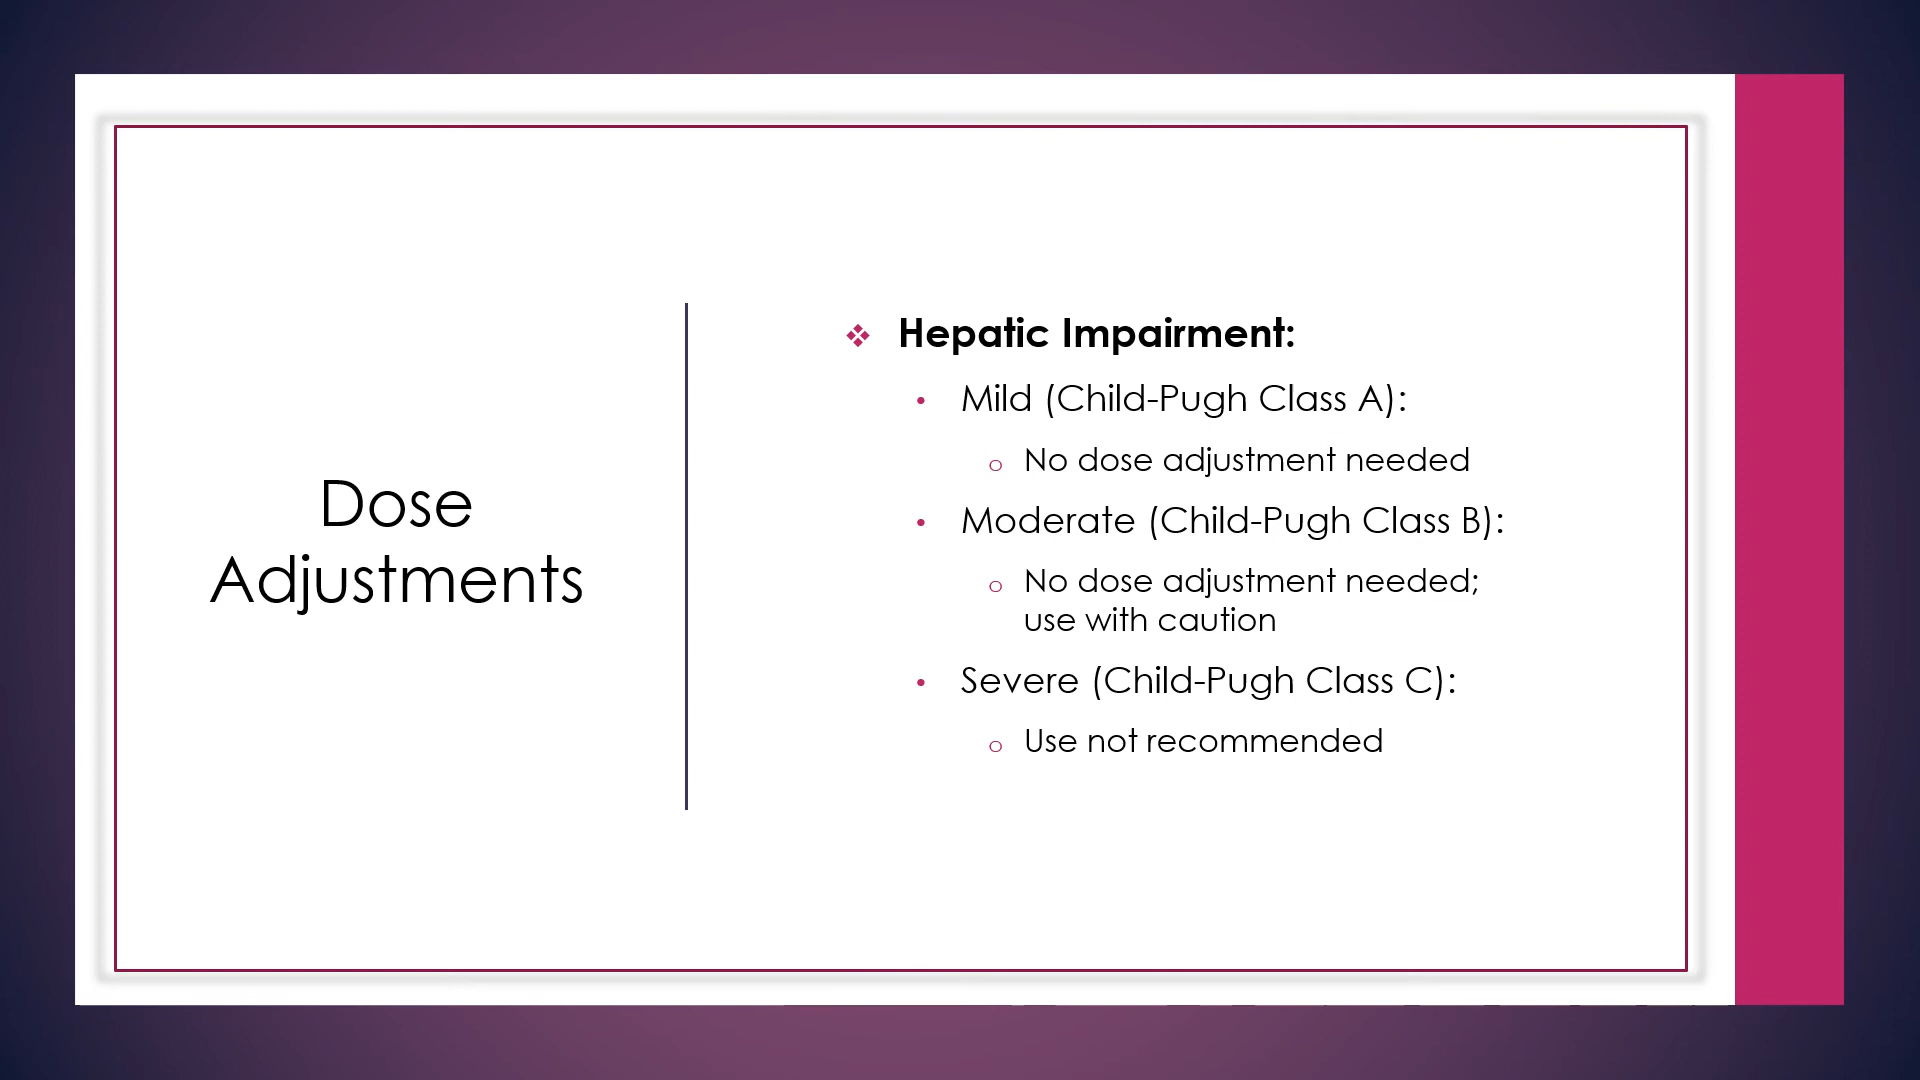 Dose
Adjustments
❖ Hepatic Impairment:
• Mild (Child-Pugh Class A):
o No dose adjustment needed
• Moderate (Child-Pugh Class B):
o No dose adjustment needed;
use with caution
• Severe (Child-Pugh Class C):
o Use not recommended